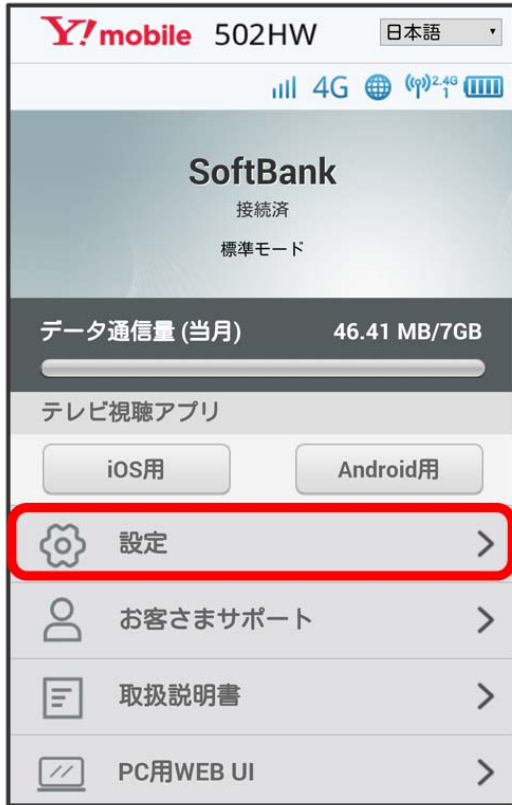 Y!mobile 502HW 日本語
4G 2.4G 1
SoftBank
接続済
標準モード
データ通信量 (当月) 46.41 MB/7GB
テレビ視聴アプリ
iOS用 Android用
設定
お客さまサポート
取扱説明書
PC用WEB UI